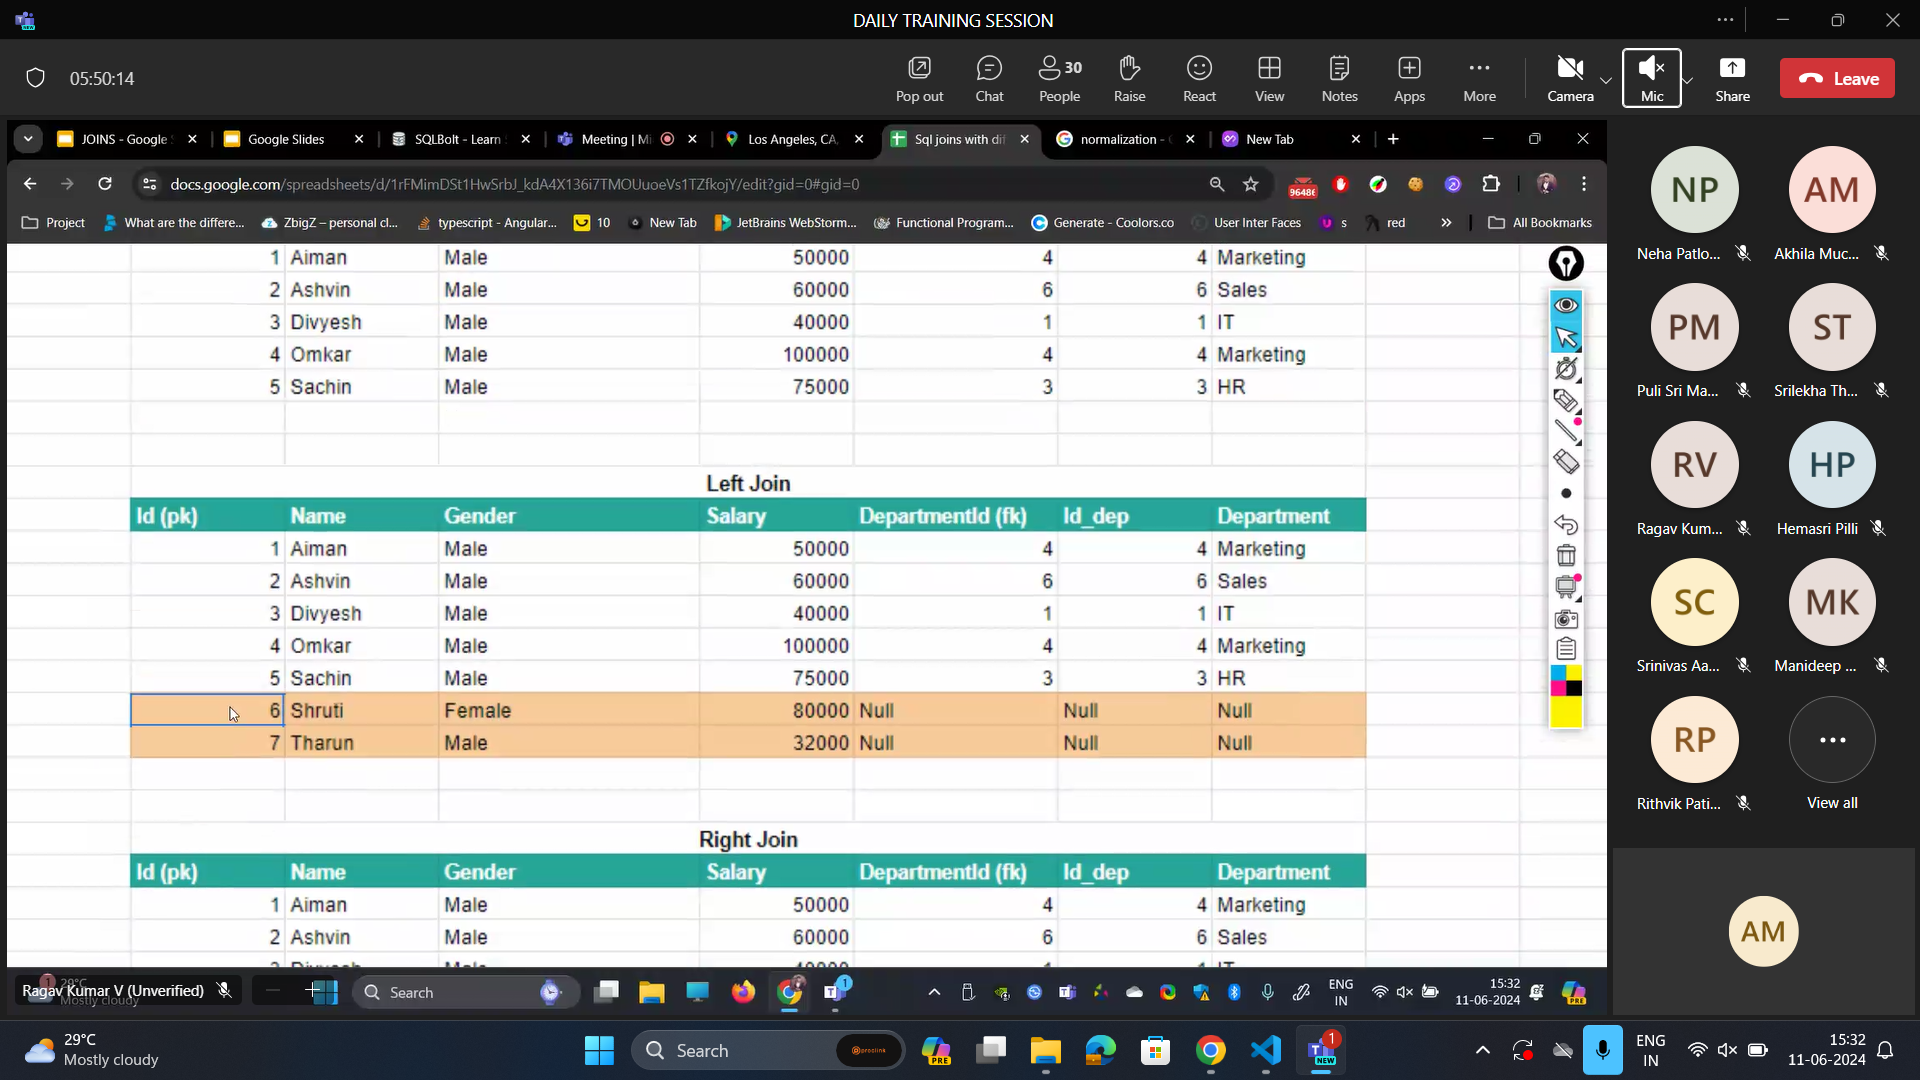 DAILY TRAINING SESSION
05:50:14
Pop out
Chat
People 30
Raise
React
View
Notes
Apps
More
Camera
Mic
Share
Leave
JOINS - Google S
Google Slides
SQLBolt - Learn
Meeting | Mi
Los Angeles, CA,
Sql joins with dif
normalization -
New Tab
docs.google.com/spreadsheets/d/1rFMimDSt1HwSrbJ_kdA4X136i7TMOUuoeVs1TZfkojY/edit?gid=0#gid=0
Project
What are the differe...
ZbigZ – personal cl...
typescript - Angular...
10
New Tab
JetBrains WebStorm...
Functional Program...
Generate - Coolors.co
User Inter Faces
s
red
»
All Bookmarks
1 Aiman Male 50000 4 4 Marketing
2 Ashvin Male 60000 6 6 Sales
3 Divyesh Male 40000 1 1 IT
4 Omkar Male 100000 4 4 Marketing
5 Sachin Male 75000 3 3 HR
Left Join
Id (pk) Name Gender Salary DepartmentId (fk) Id_dep Department
1 Aiman Male 50000 4 4 Marketing
2 Ashvin Male 60000 6 6 Sales
3 Divyesh Male 40000 1 1 IT
4 Omkar Male 100000 4 4 Marketing
5 Sachin Male 75000 3 3 HR
6 Shruti Female 80000 Null Null Null
7 Tharun Male 32000 Null Null Null
Right Join
Id (pk) Name Gender Salary DepartmentId (fk) Id_dep Department
1 Aiman Male 50000 4 4 Marketing
2 Ashvin Male 60000 6 6 Sales
NP
Neha Patlo...
AM
Akhila Muc...
PM
Puli Sri Ma...
ST
Srilekha Th...
RV
Ragav Kum...
HP
Hemasri Pilli
SC
Srinivas Aa...
MK
Manideep ...
RP
Rithvik Pati...
View all
AM
Ragav Kumar V (Unverified)
29°C
Mostly cloudy
Search
ENG
IN
15:32
11-06-2024
29°C
Mostly cloudy
Search
ENG
IN
15:32
11-06-2024